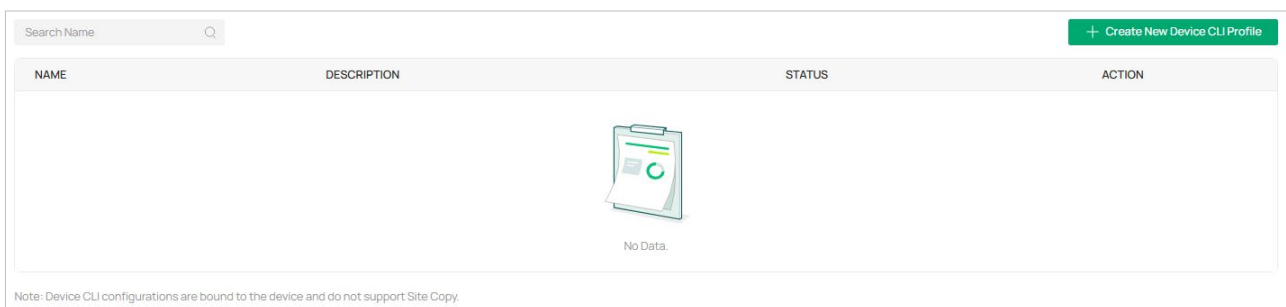 Search Name
+ Create New Device CLI Profile
NAME DESCRIPTION STATUS ACTION
No Data.
Note: Device CLI configurations are bound to the device and do not support Site Copy.